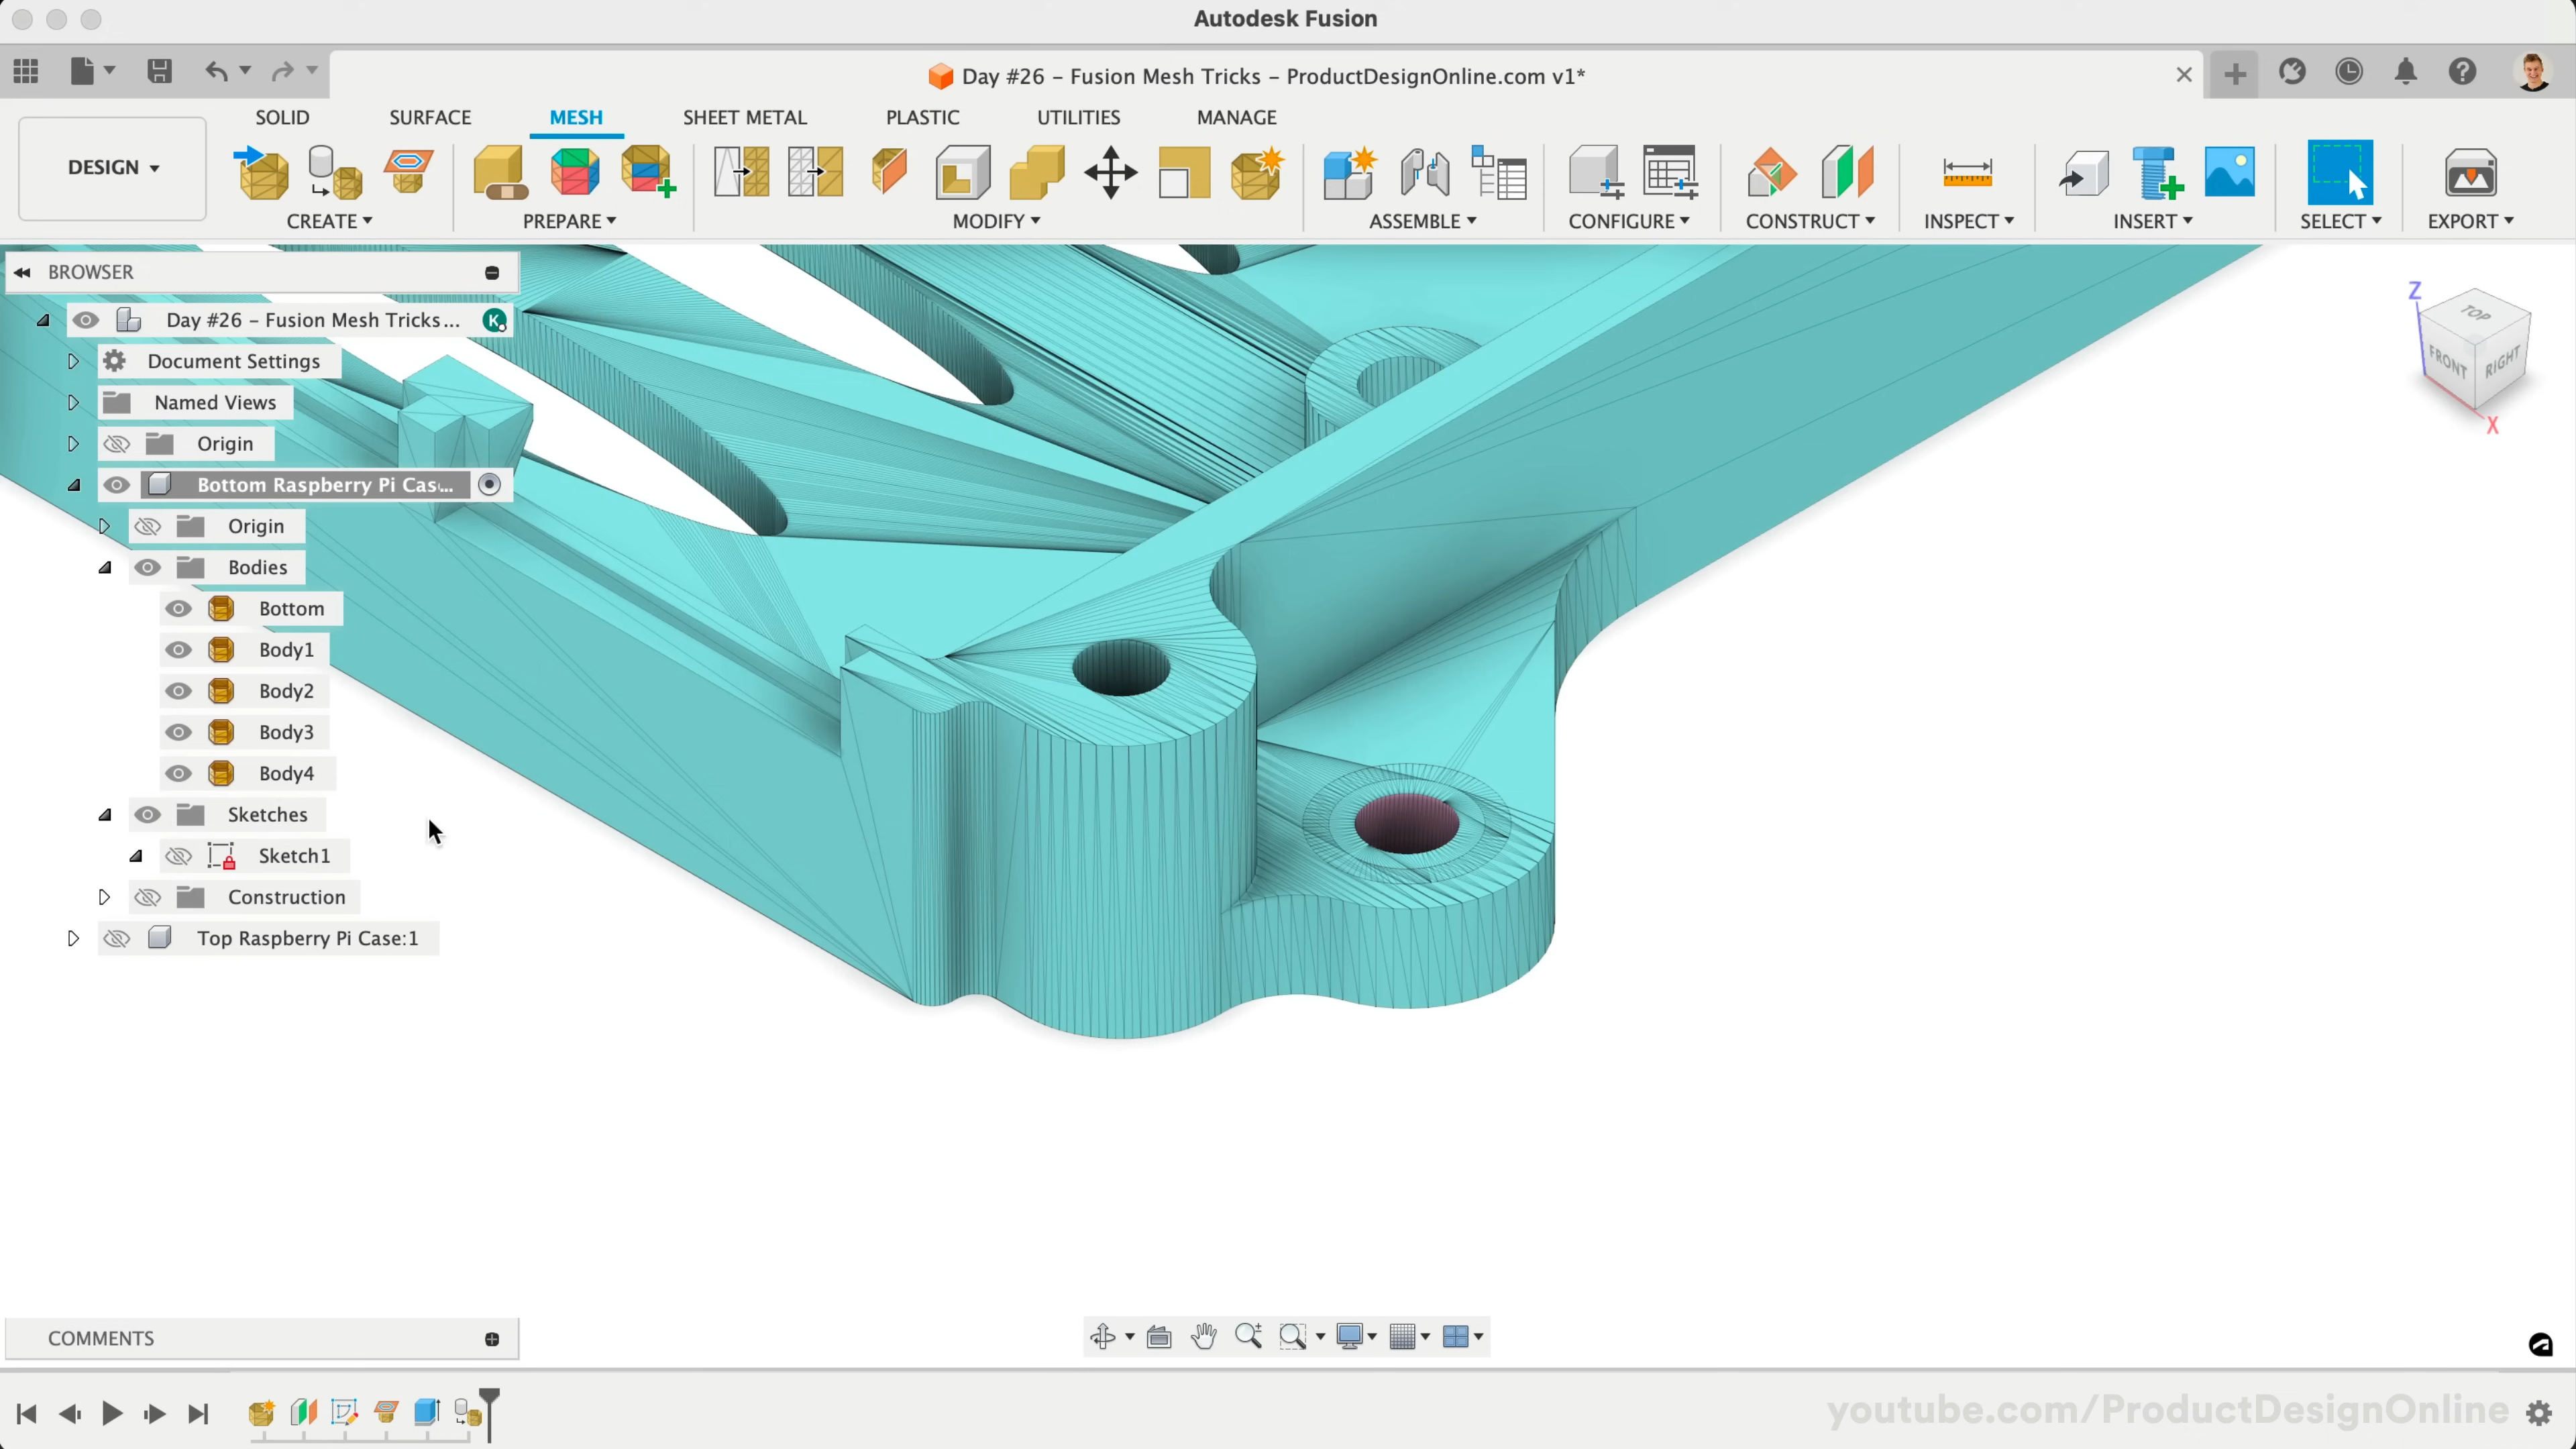 Autodesk Fusion
Day #26 – Fusion Mesh Tricks – ProductDesignOnline.com v1*
SOLID SURFACE MESH SHEET METAL PLASTIC UTILITIES MANAGE
DESIGN
CREATE PREPARE MODIFY ASSEMBLE CONFIGURE CONSTRUCT INSPECT INSERT SELECT EXPORT
BROWSER
Day #26 – Fusion Mesh Tricks ... K
Document Settings
Named Views
Origin
Bottom Raspberry Pi Cas...
Origin
Bodies
Bottom
Body1
Body2
Body3
Body4
Sketches
Sketch1
Construction
Top Raspberry Pi Case:1
Z
TOP
FRONT RIGHT
X
COMMENTS
youtube.com/ProductDesignOnline